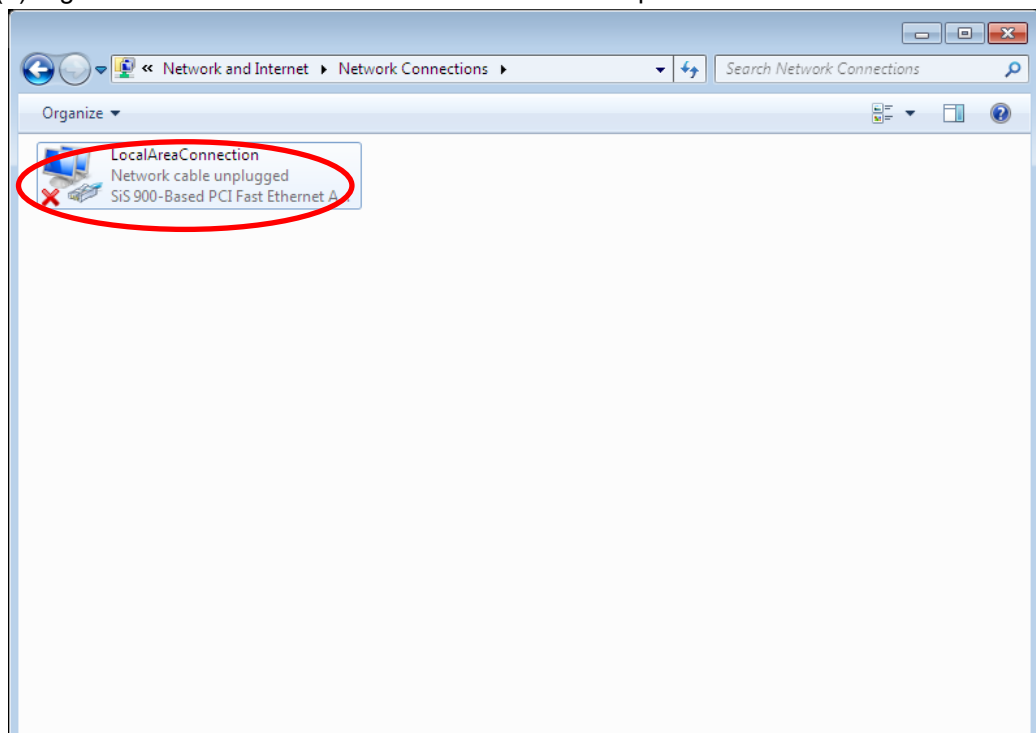 « Network and Internet ▸ Network Connections ▸ Search Network Connections
Organize
LocalAreaConnection
Network cable unplugged
SiS 900-Based PCI Fast Ethernet A...